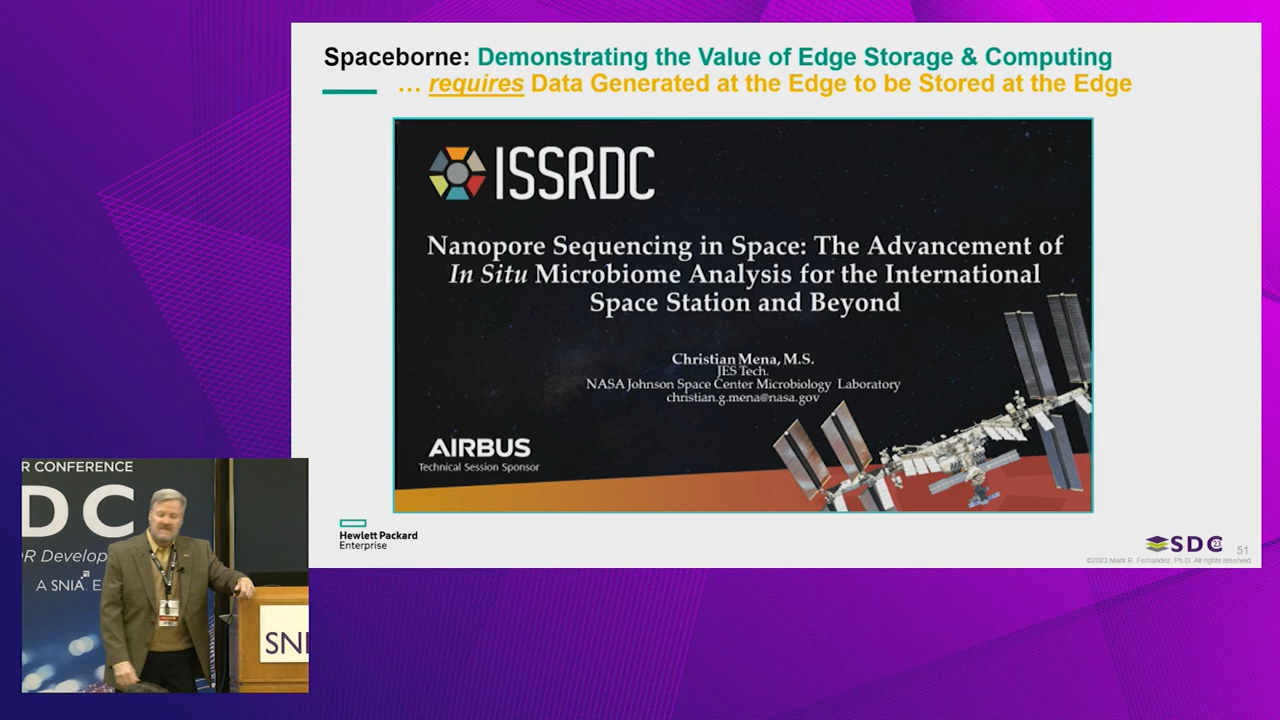 Spaceborne: Demonstrating the Value of Edge Storage & Computing
... requires Data Generated at the Edge to be Stored at the Edge
ISSRDC
Nanopore Sequencing in Space: The Advancement of
In Situ Microbiome Analysis for the International
Space Station and Beyond
Christian Mena, M.S.
JES Tech.
NASA Johnson Space Center Microbiology Laboratory
christian.g.mena@nasa.gov
AIRBUS
Technical Session Sponsor
Hewlett Packard
Enterprise
SDC 23
51
©2023 Mark R. Fernandez, Ph.D. All rights reserved.
R CONFERENCE
DC
OR Develop
A SNIA E
SNI